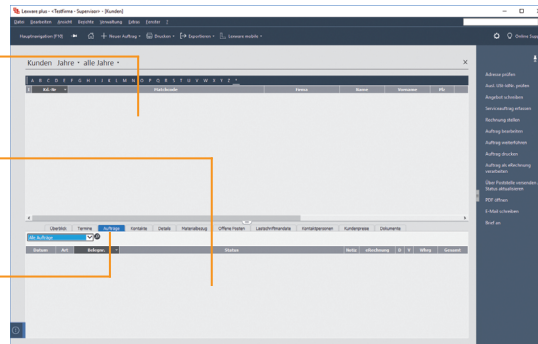 Lexware plus - <Testfirma - Supervisor> - [Kunden]
Datei Bearbeiten Ansicht Berichte Verwaltung Extras Fenster ?
Hauptnavigation [F10] + Neuer Auftrag Drucken Exportieren Lexware mobile Online Sup
Kunden Jahre alle Jahre ×
A B C D E F G H I J K L M N O P Q R S T U V W X Y Z *
! Kd.-Nr Matchcode Firma Name Vorname Plz
Überblick Termine Aufträge Kontakte Details Materialbezug Offene Posten Lastschriftmandate Kontaktpersonen Kundenpreise Dokumente
Alle Aufträge
Datum Art Belegnr. Status Netto eRechnung D V Whrg Gesamt
Adresse prüfen
Ausl. USt-IdNr. prüfen
Angebot schreiben
Serviceauftrag erfassen
Rechnung stellen
Auftrag bearbeiten
Auftrag weiterführen
Auftrag drucken
Auftrag als eRechnung
verarbeiten
Über Poststelle versenden
Status aktualisieren
PDF öffnen
E-Mail schreiben
Brief an